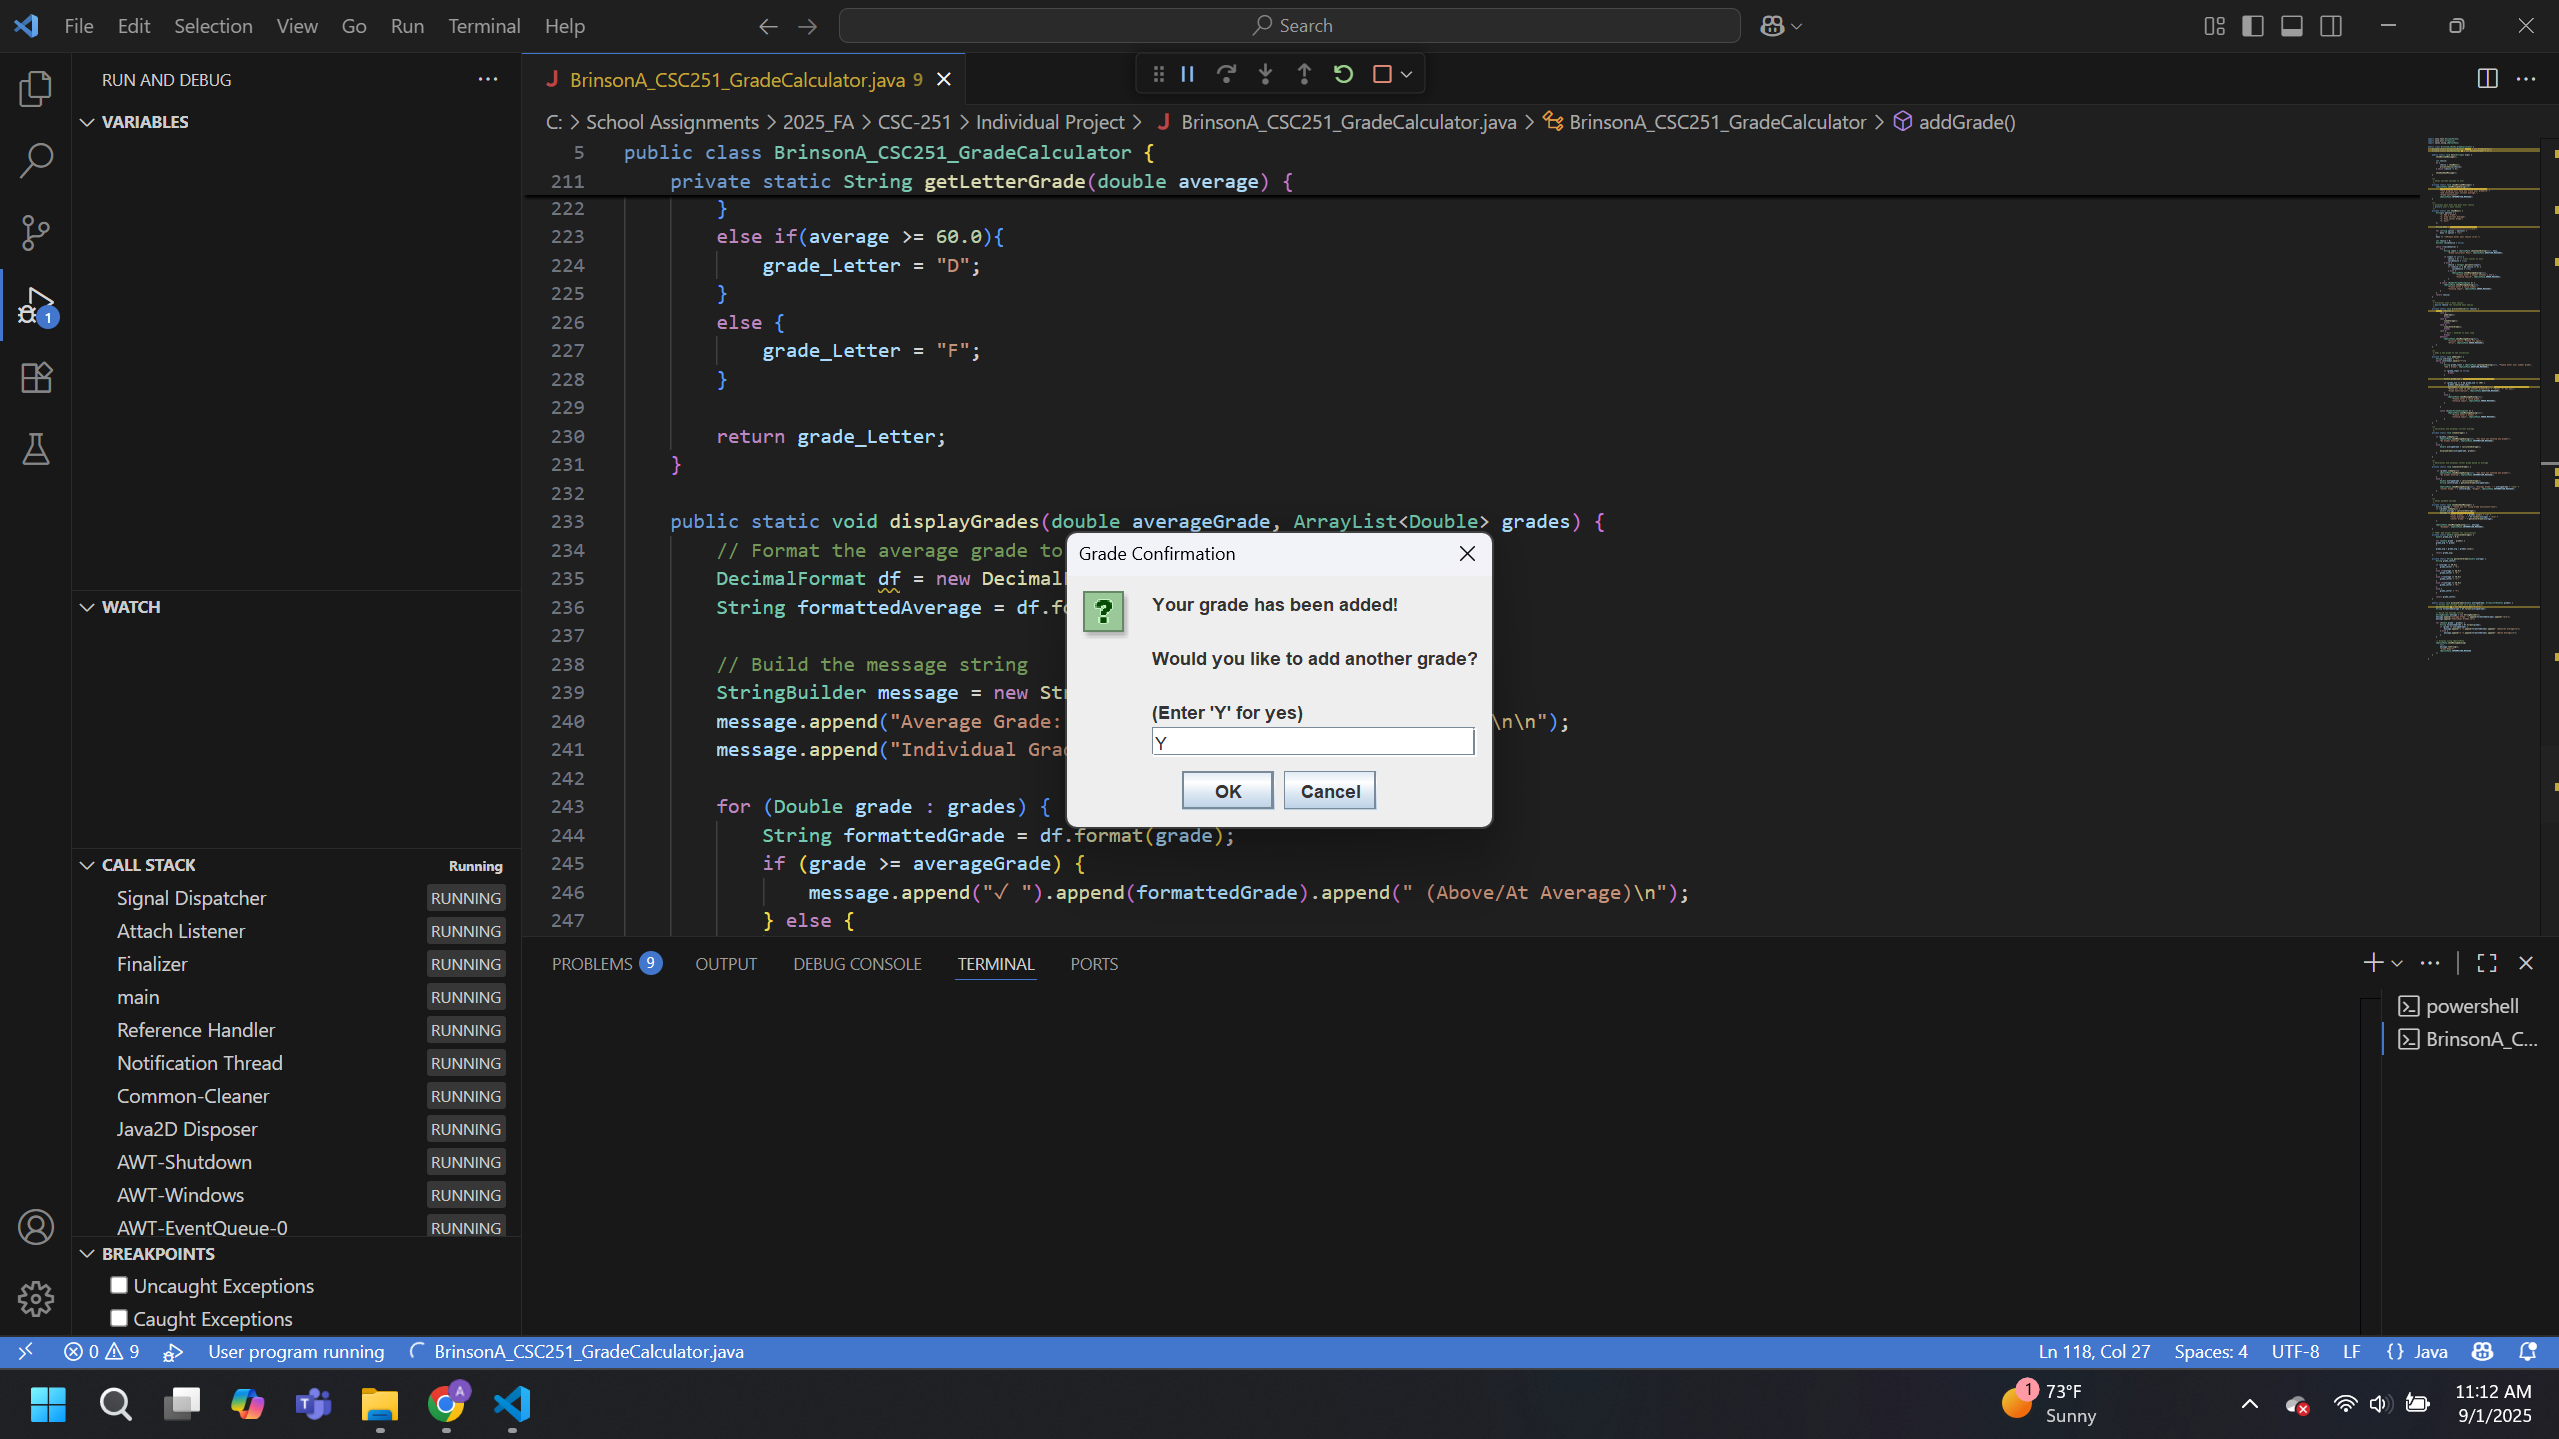 File Edit Selection View Go Run Terminal Help
Search
RUN AND DEBUG
BrinsonA_CSC251_GradeCalculator.java 9
VARIABLES
C: > School Assignments > 2025_FA > CSC-251 > Individual Project > BrinsonA_CSC251_GradeCalculator.java > BrinsonA_CSC251_GradeCalculator > addGrade()
5 public class BrinsonA_CSC251_GradeCalculator {
211 private static String getLetterGrade(double average) {
222 }
223 else if(average >= 60.0){
224 grade_Letter = "D";
225 }
226 else {
227 grade_Letter = "F";
228 }
229
230 return grade_Letter;
231 }
232
233 public static void displayGrades(double averageGrade, ArrayList<Double> grades) {
234 // Format the average grade to
235 DecimalFormat df = new Decimal
236 String formattedAverage = df.fo
237
238 // Build the message string
239 StringBuilder message = new Str
240 message.append("Average Grade: \n\n");
241 message.append("Individual Grad
242
243 for (Double grade : grades) {
244 String formattedGrade = df.format(grade);
245 if (grade >= averageGrade) {
246 message.append("✓ ").append(formattedGrade).append(" (Above/At Average)\n");
247 } else {
Grade Confirmation
Your grade has been added!
Would you like to add another grade?
(Enter 'Y' for yes)
Y
OK Cancel
WATCH
CALL STACK Running
Signal Dispatcher RUNNING
Attach Listener RUNNING
Finalizer RUNNING
main RUNNING
Reference Handler RUNNING
Notification Thread RUNNING
Common-Cleaner RUNNING
Java2D Disposer RUNNING
AWT-Shutdown RUNNING
AWT-Windows RUNNING
AWT-EventQueue-0 RUNNING
BREAKPOINTS
Uncaught Exceptions
Caught Exceptions
1
PROBLEMS 9 OUTPUT DEBUG CONSOLE TERMINAL PORTS
powershell
BrinsonA_C...
0 9 User program running BrinsonA_CSC251_GradeCalculator.java
Ln 118, Col 27 Spaces: 4 UTF-8 LF {} Java
A
1
73°F
Sunny
11:12 AM
9/1/2025